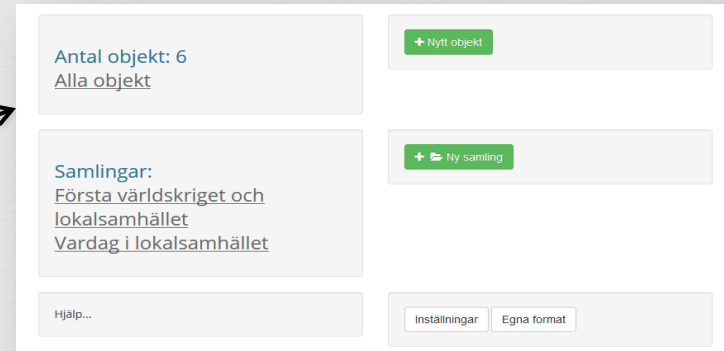 Antal objekt: 6
Alla objekt
+ Nytt objekt
Samlingar:
Första världskriget och
lokalsamhället
Vardag i lokalsamhället
+ Ny samling
Hjälp...
Inställningar
Egna format